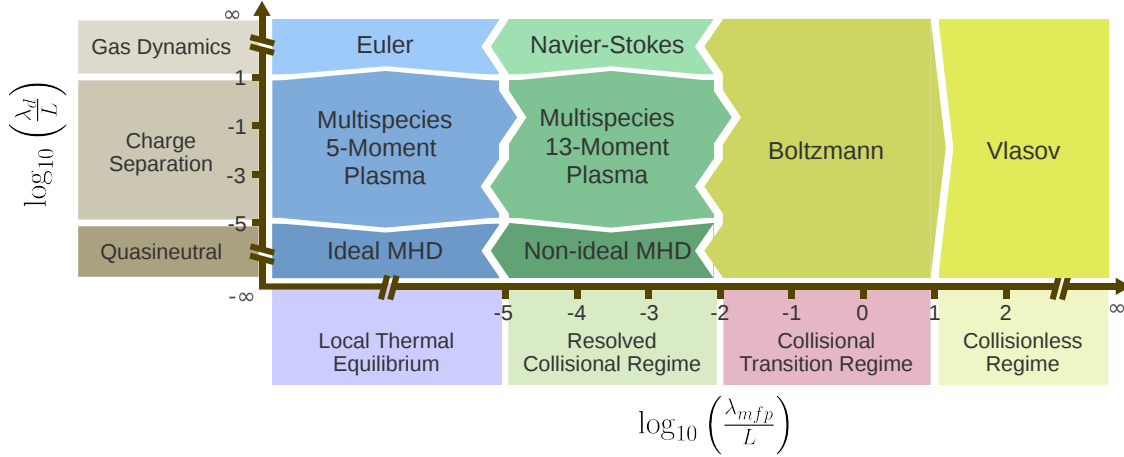 ∞
Gas Dynamics
Euler
Navier-Stokes
1
log₁₀ (λ_d/L)
Charge
Separation
-1
-3
Multispecies
5-Moment
Plasma
Multispecies
13-Moment
Plasma
Boltzmann
Vlasov
-5
Quasineutral
Ideal MHD
Non-ideal MHD
-∞
-5
-4
-3
-2
-1
0
1
2
∞
Local Thermal
Equilibrium
Resolved
Collisional Regime
Collisional
Transition Regime
Collisionless
Regime
log₁₀ (λ_mfp/L)